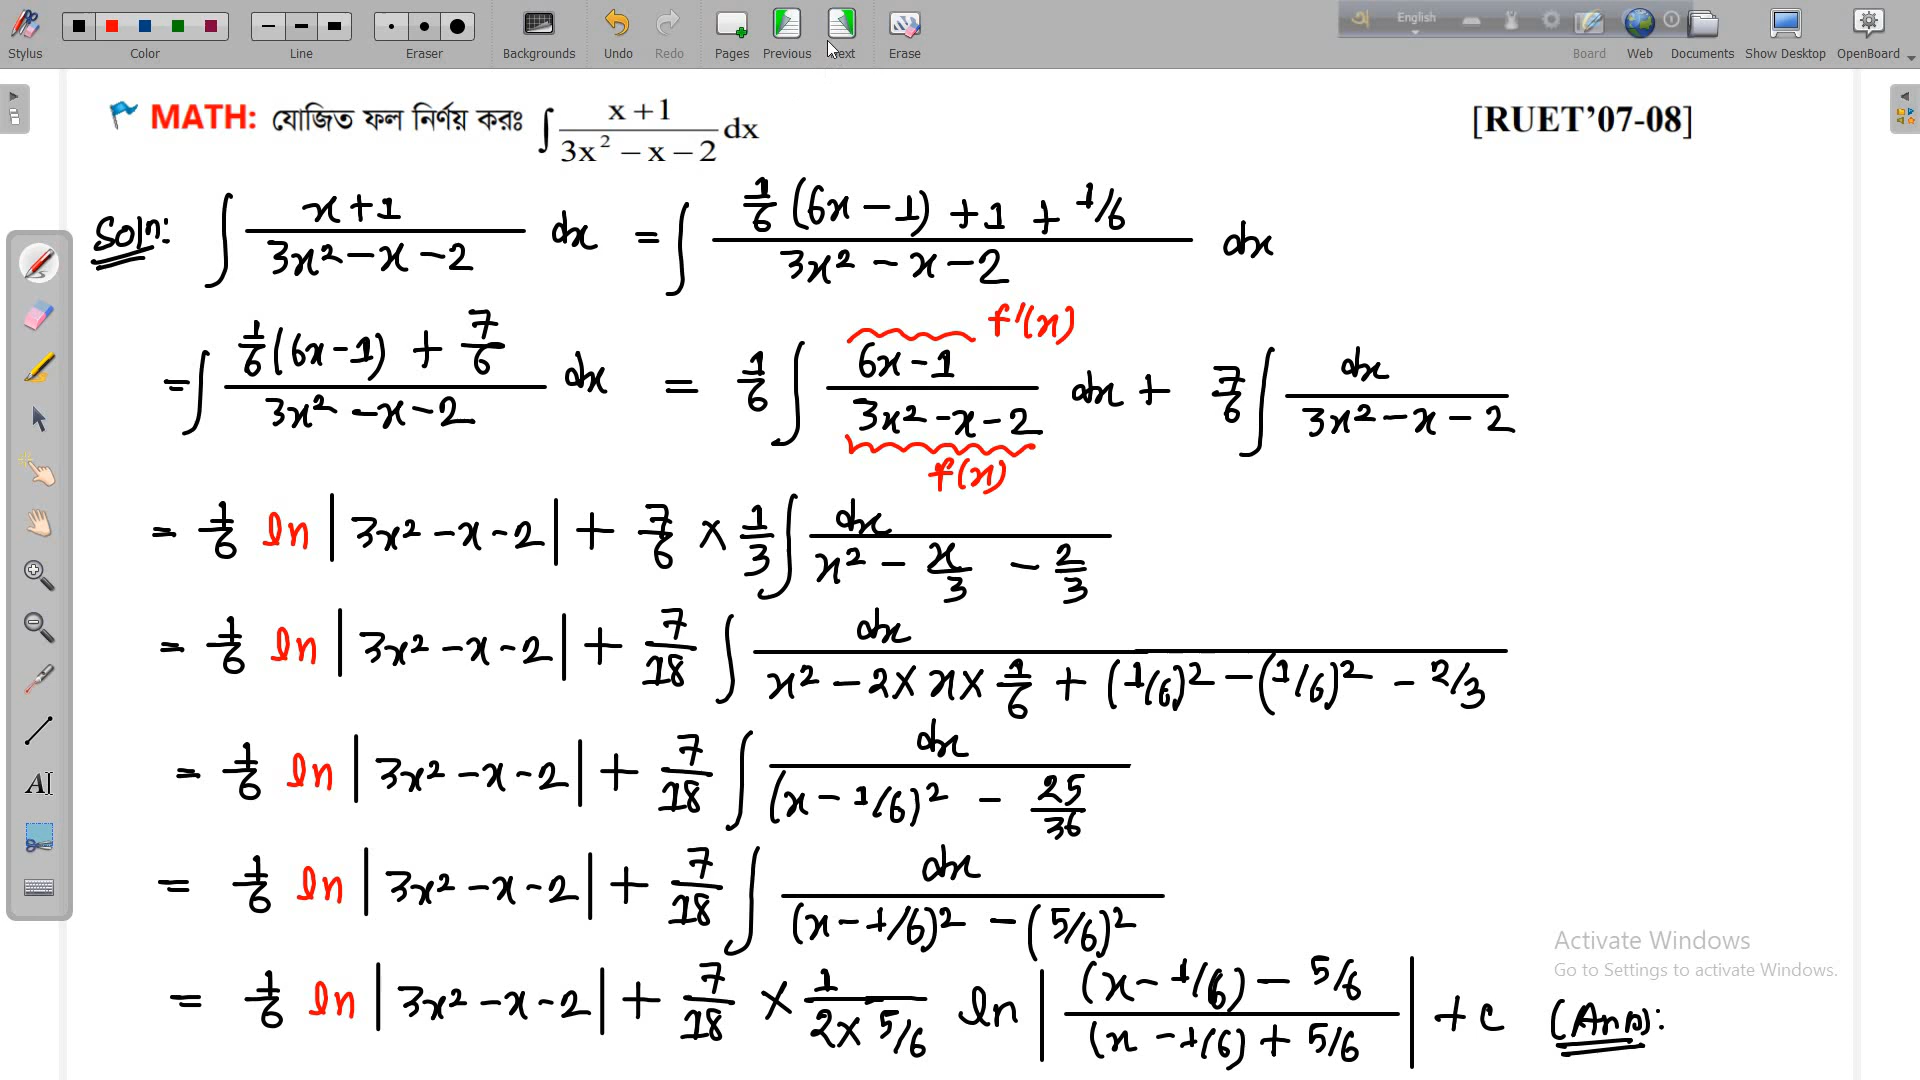 Stylus Color Line Eraser Backgrounds Undo Redo Pages Previous Next Erase English Board Web Documents Show Desktop OpenBoard
MATH: যোজিত ফল নির্ণয় করঃ ∫ (x+1)/(3x² − x − 2) dx [RUET’07-08]
Soln: ∫ (x+1)/(3x²−x−2) dx = ∫ (1/6 (6x−1) + 1 + 1/6)/(3x²−x−2) dx
= ∫ (1/6(6x−1) + 7/6)/(3x²−x−2) dx = 1/6 ∫ (6x−1)/(3x²−x−2) dx + 7/6 ∫ dx/(3x²−x−2)
f'(x)
f(x)
= 1/6 ln |3x²−x−2| + 7/6 × 1/3 ∫ dx/(x² − x/3 − 2/3)
= 1/6 ln |3x²−x−2| + 7/18 ∫ dx/(x² − 2×x×1/6 + (1/6)² − (1/6)² − 2/3)
= 1/6 ln |3x²−x−2| + 7/18 ∫ dx/((x−1/6)² − 25/36)
= 1/6 ln |3x²−x−2| + 7/18 ∫ dx/((x−1/6)² − (5/6)²)
= 1/6 ln |3x²−x−2| + 7/18 × 1/(2×5/6) ln |((x−1/6) − 5/6)/((x−1/6) + 5/6)| + c (Ans):
Activate Windows
Go to Settings to activate Windows.